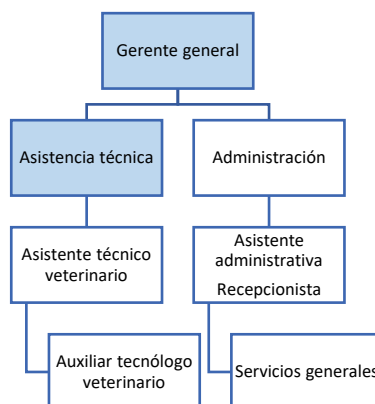 Gerente general
Asistencia técnica
Administración
Asistente técnico
veterinario
Asistente
administrativa
Recepcionista
Auxiliar tecnólogo
veterinario
Servicios generales